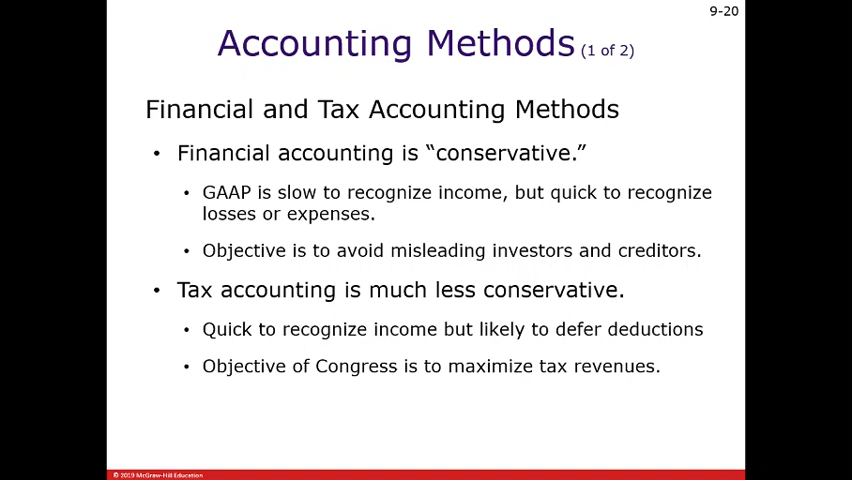 9-20
Accounting Methods (1 of 2)
Financial and Tax Accounting Methods
• Financial accounting is “conservative.”
• GAAP is slow to recognize income, but quick to recognize
losses or expenses.
• Objective is to avoid misleading investors and creditors.
• Tax accounting is much less conservative.
• Quick to recognize income but likely to defer deductions
• Objective of Congress is to maximize tax revenues.
© 2019 McGraw-Hill Education